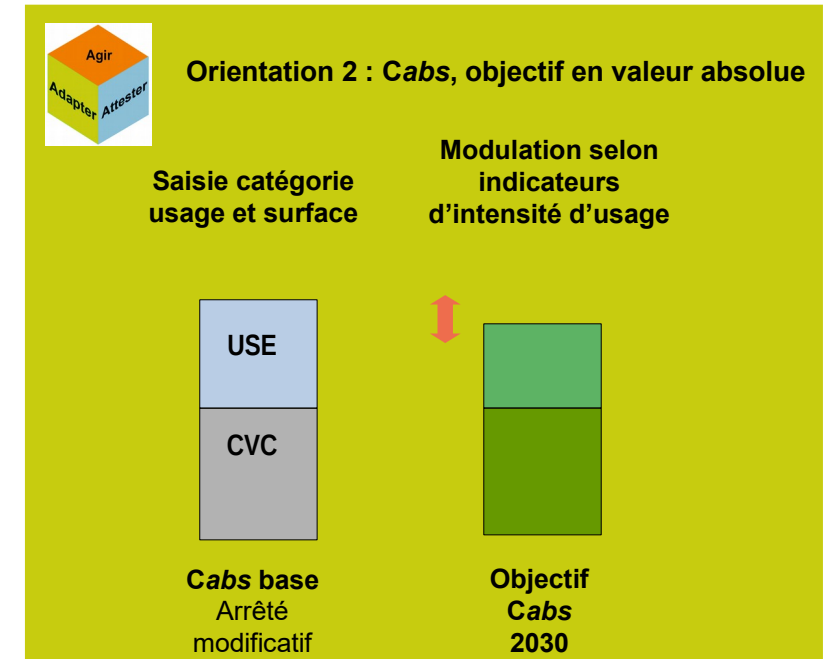 Agir
Adapter
Attester
Orientation 2 : Cabs, objectif en valeur absolue
Saisie catégorie
usage et surface
Modulation selon
indicateurs
d'intensité d'usage
USE
CVC
Cabs base
Arrêté
modificatif
Objectif
Cabs
2030